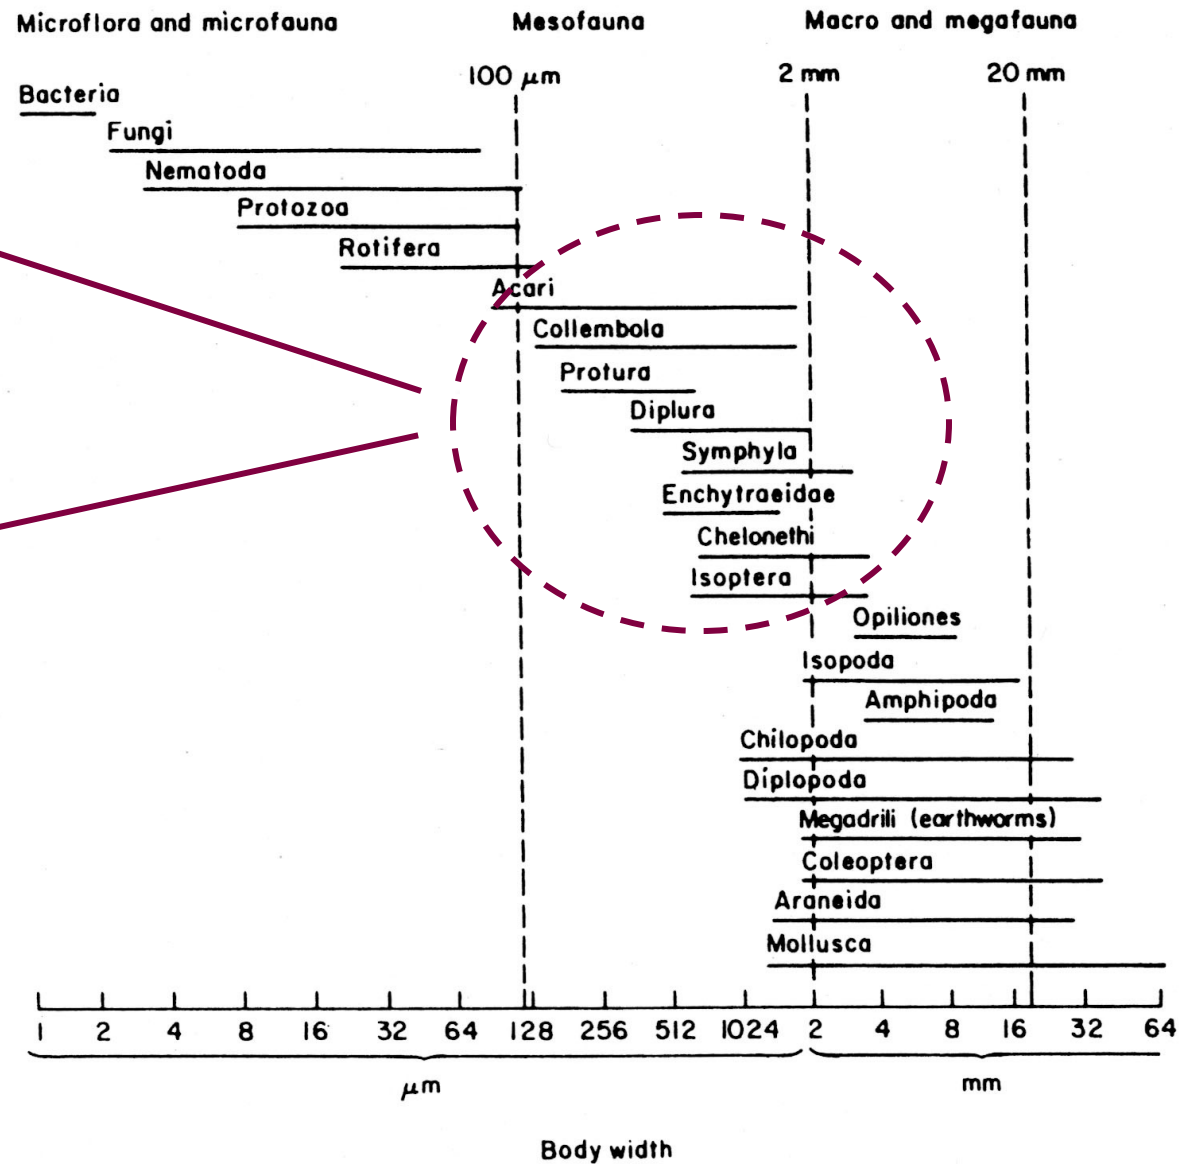 Microflora and microfauna Mesofauna Macro and megafauna
100 μm 2 mm 20 mm
Bacteria
Fungi
Nematoda
Protozoa
Rotifera
Acari
Collembola
Protura
Diplura
Symphyla
Enchytraeidae
Chelonethi
Isoptera
Opiliones
Isopoda
Amphipoda
Chilopoda
Diplopoda
Megadrili (earthworms)
Coleoptera
Araneida
Mollusca
1 2 4 8 16 32 64 128 256 512 1024 2 4 8 16 32 64
μm mm
Body width